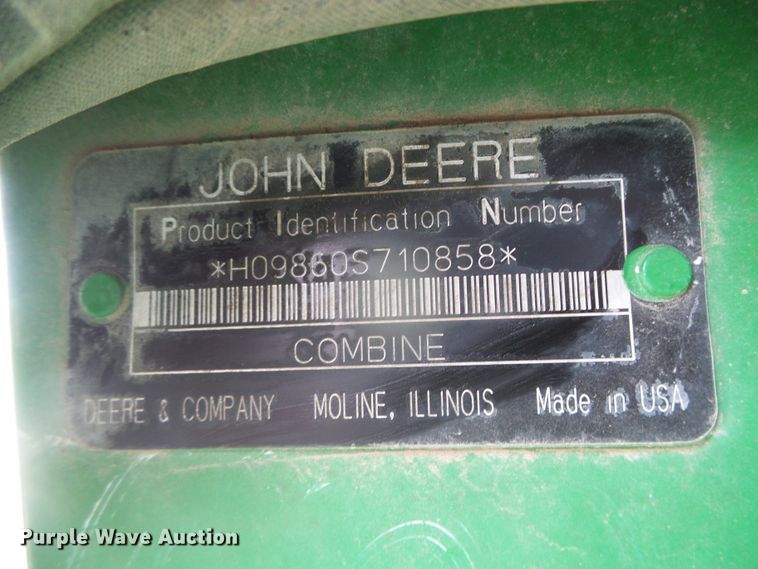 JOHN DEERE
Product Identification Number
*H09860S710858*
COMBINE
DEERE & COMPANY MOLINE, ILLINOIS Made in USA
Purple Wave Auction